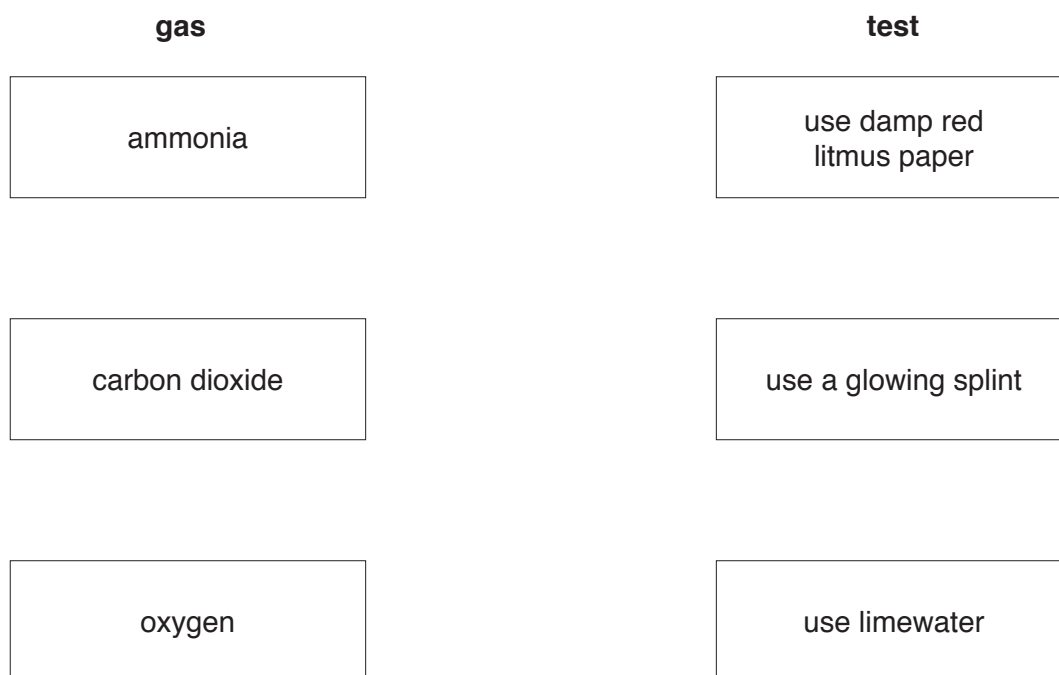 gas
test
ammonia
use damp red
litmus paper
carbon dioxide
use a glowing splint
oxygen
use limewater